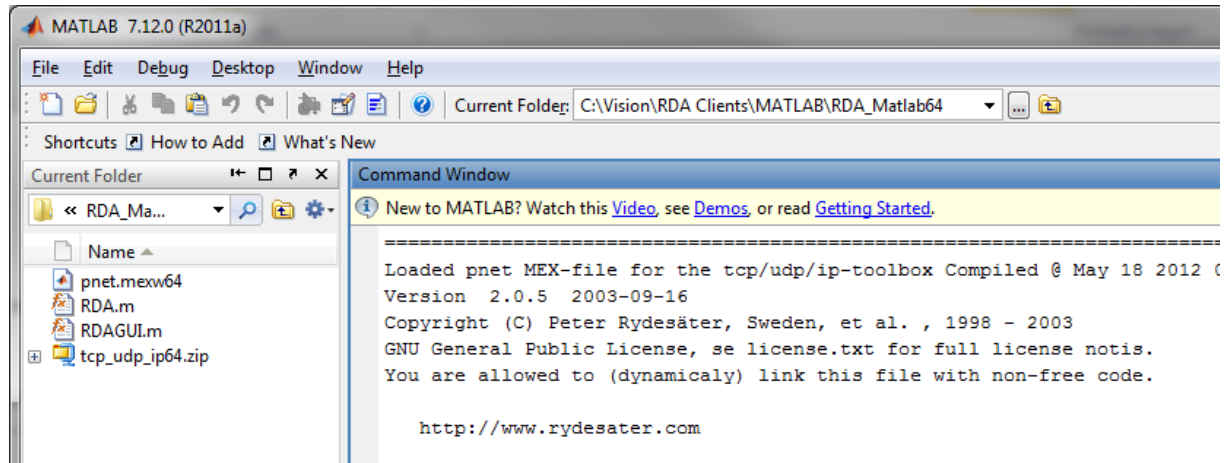 MATLAB 7.12.0 (R2011a)
File Edit Debug Desktop Window Help
Current Folder: C:\Vision\RDA Clients\MATLAB\RDA_Matlab64
Shortcuts How to Add What's New
Current Folder
« RDA_Ma...
Name
pnet.mexw64
RDA.m
RDAGUI.m
tcp_udp_ip64.zip
Command Window
New to MATLAB? Watch this Video, see Demos, or read Getting Started.
===========================================================================
Loaded pnet MEX-file for the tcp/udp/ip-toolbox Compiled @ May 18 2012
Version 2.0.5 2003-09-16
Copyright (C) Peter Rydesäter, Sweden, et al. , 1998 - 2003
GNU General Public License, se license.txt for full license notis.
You are allowed to (dynamicaly) link this file with non-free code.
http://www.rydesater.com